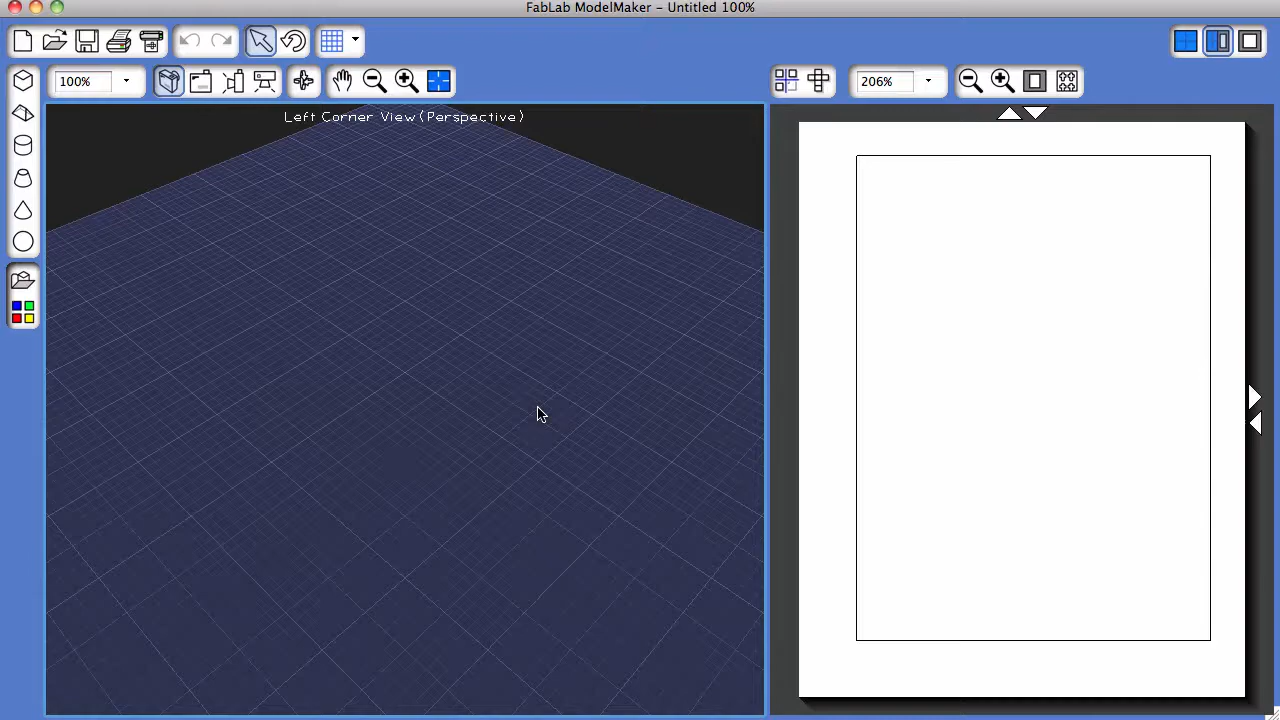 FabLab ModelMaker – Untitled 100%
100%
206%
Left Corner View(Perspective)